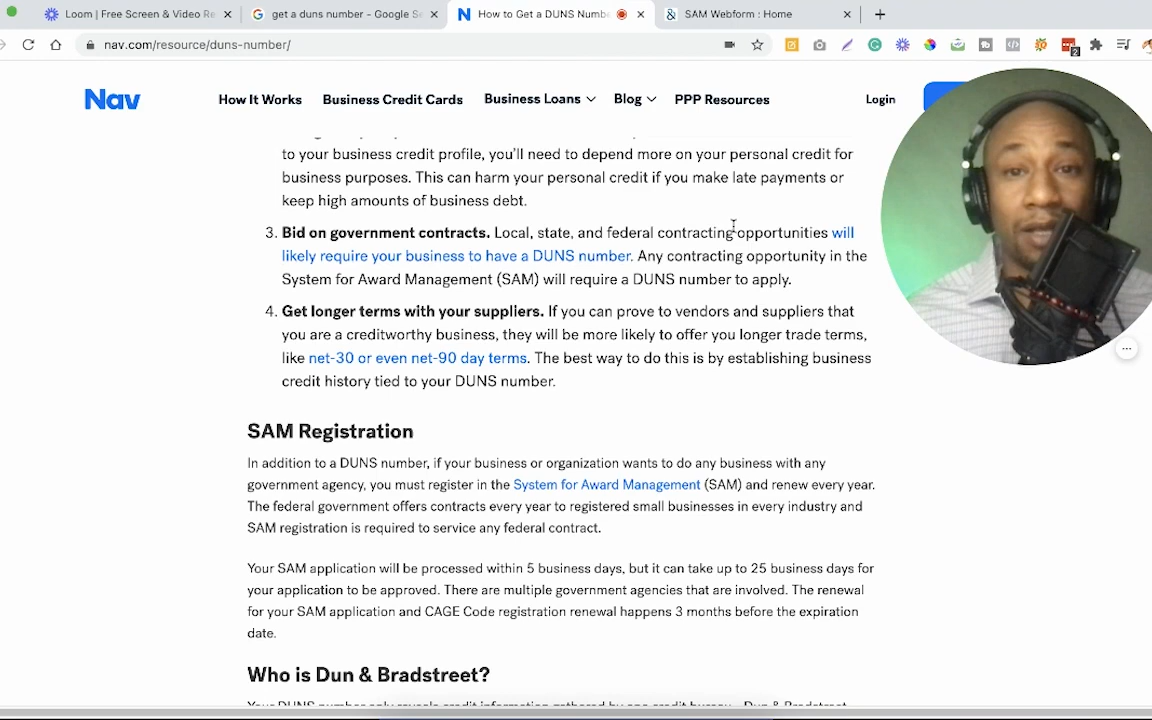 Loom | Free Screen & Video Re
get a duns number - Google Se
How to Get a DUNS Numbe
SAM Webform : Home
nav.com/resource/duns-number/
2
Nav
How It Works
Business Credit Cards
Business Loans
Blog
PPP Resources
Login
to your business credit profile, you'll need to depend more on your personal credit for
business purposes. This can harm your personal credit if you make late payments or
keep high amounts of business debt.
3. Bid on government contracts. Local, state, and federal contracting opportunities will
likely require your business to have a DUNS number. Any contracting opportunity in the
System for Award Management (SAM) will require a DUNS number to apply.
4. Get longer terms with your suppliers. If you can prove to vendors and suppliers that
you are a creditworthy business, they will be more likely to offer you longer trade terms,
like net-30 or even net-90 day terms. The best way to do this is by establishing business
credit history tied to your DUNS number.
SAM Registration
In addition to a DUNS number, if your business or organization wants to do any business with any
government agency, you must register in the System for Award Management (SAM) and renew every year.
The federal government offers contracts every year to registered small businesses in every industry and
SAM registration is required to service any federal contract.
Your SAM application will be processed within 5 business days, but it can take up to 25 business days for
your application to be approved. There are multiple government agencies that are involved. The renewal
for your SAM application and CAGE Code registration renewal happens 3 months before the expiration
date.
Who is Dun & Bradstreet?
Your DUNS number only reveals credit information gathered by one credit bureau - Dun & Bradstreet